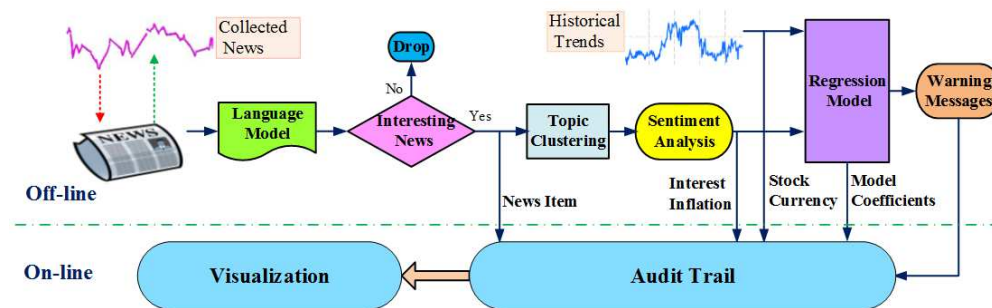 Collected
News
Historical
Trends
Drop
No
NEWS
Language
Model
Interesting
News
Yes
Topic
Clustering
Sentiment
Analysis
Regression
Model
Warning
Messages
Off-line
News Item
Interest
Inflation
Stock
Currency
Model
Coefficients
On-line
Visualization
Audit Trail